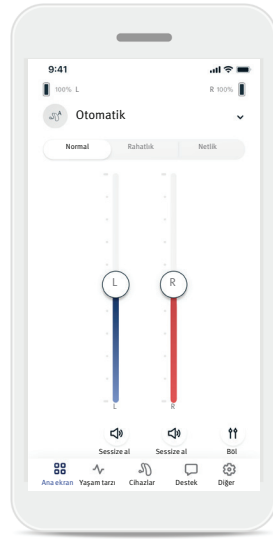 9:41
100% L
R 100%
A
Otomatik
Normal Rahatlık Netlik
L R
L R
Sessize al Sessize al Böl
Ana ekran Yaşam tarzı Cihazlar Destek Diğer